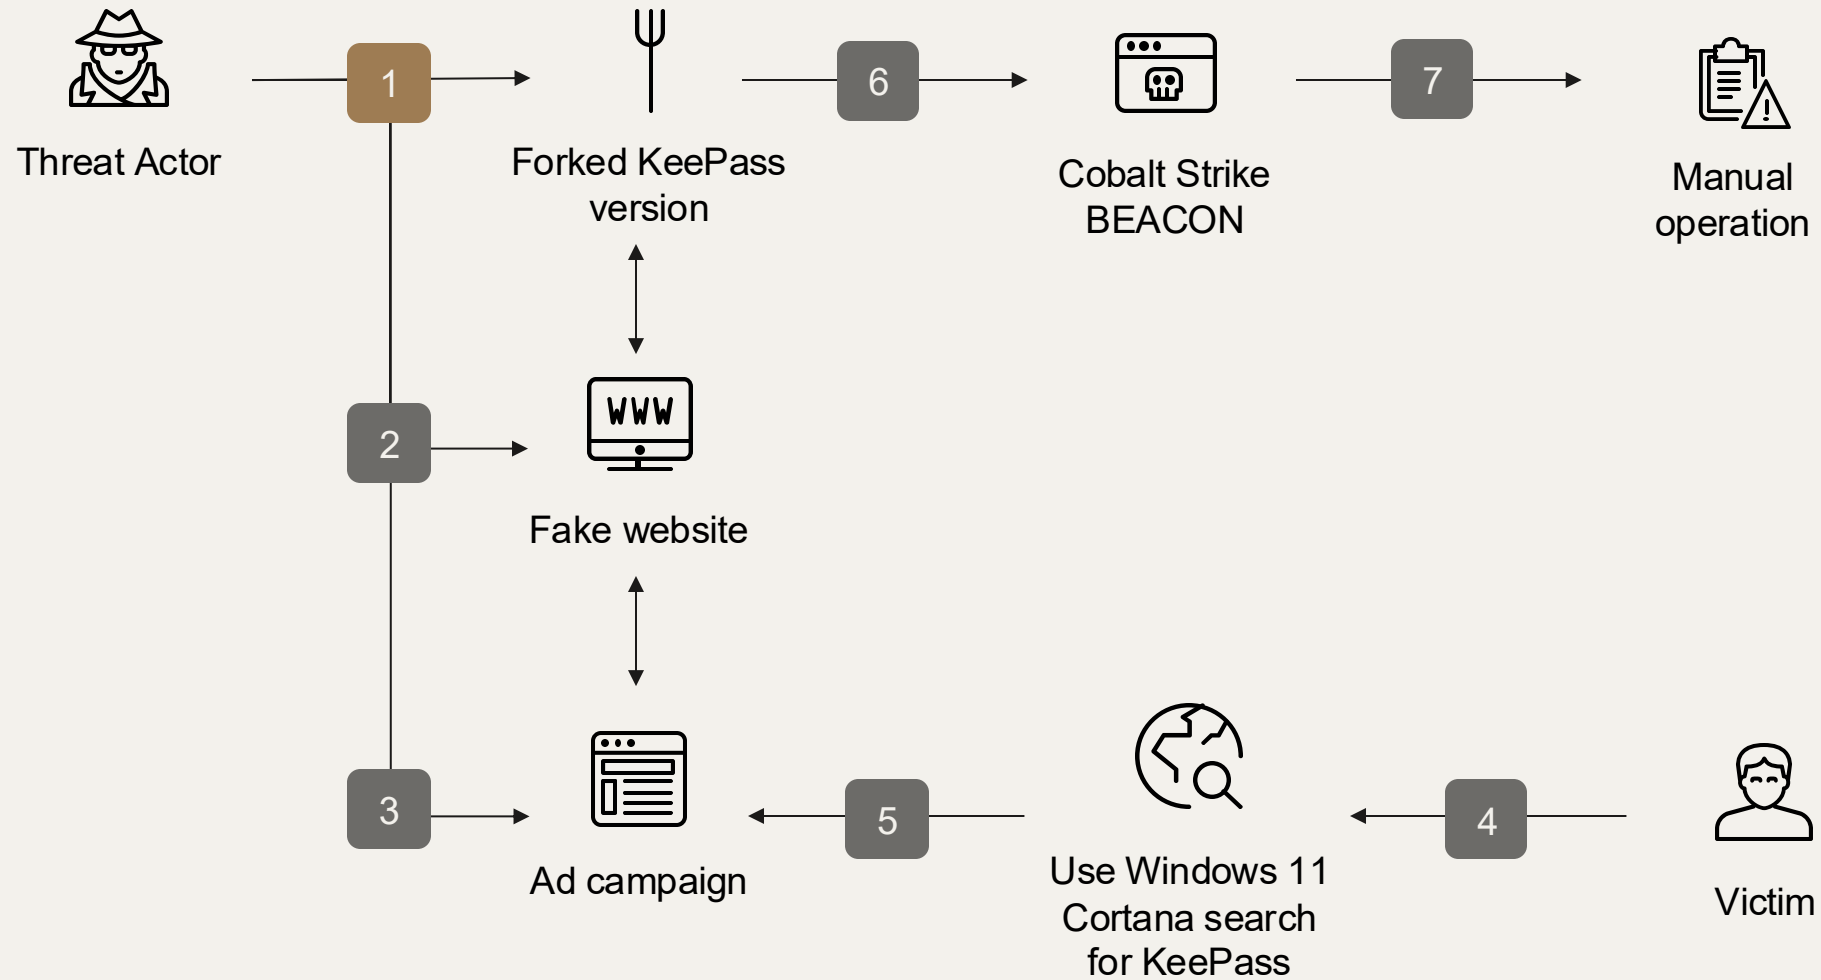 1
6
7
Threat Actor
Forked KeePass
version
Cobalt Strike
BEACON
Manual
operation
WWW
2
Fake website
3
5
4
Ad campaign
Use Windows 11
Cortana search
for KeePass
Victim